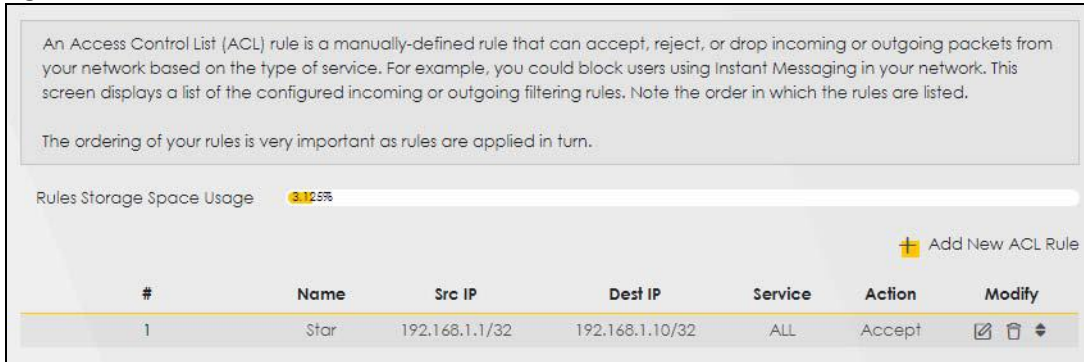 An Access Control List (ACL) rule is a manually-defined rule that can accept, reject, or drop incoming or outgoing packets from
your network based on the type of service. For example, you could block users using Instant Messaging in your network. This
screen displays a list of the configured incoming or outgoing filtering rules. Note the order in which the rules are listed.
The ordering of your rules is very important as rules are applied in turn.
Rules Storage Space Usage 3.125%
+ Add New ACL Rule
# Name Src IP Dest IP Service Action Modify
1 Star 192.168.1.1/32 192.168.1.10/32 ALL Accept